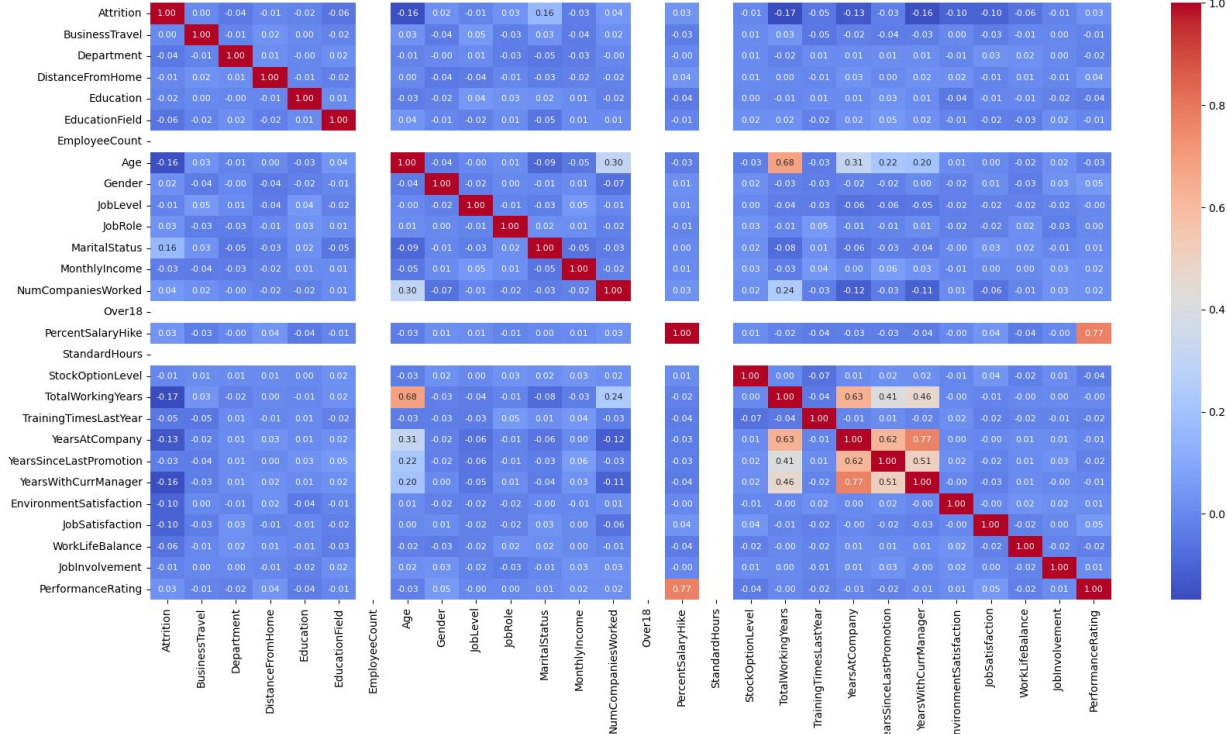 Attrition 1.00 0.00 -0.04 -0.01 -0.02 -0.06 -0.16 0.02 -0.01 0.03 0.16 -0.03 0.04 0.03 -0.01 -0.17 -0.05 -0.13 -0.03 -0.16 -0.10 -0.10 -0.06 -0.01 0.03
BusinessTravel 0.00 1.00 -0.01 0.02 0.00 -0.02 0.03 -0.04 0.05 -0.03 0.03 -0.04 0.02 -0.03 0.01 0.03 -0.05 -0.02 -0.04 -0.03 0.00 -0.03 -0.01 0.00 -0.01
Department -0.04 -0.01 1.00 0.01 -0.00 0.02 -0.01 -0.00 0.01 -0.03 -0.05 -0.03 -0.02 -0.00 0.01 -0.02 0.01 0.01 0.01 0.01 0.01 0.03 0.02 0.01 -0.02
DistanceFromHome -0.01 0.02 0.01 1.00 -0.01 -0.02 0.00 -0.04 -0.04 -0.01 -0.03 -0.02 -0.02 0.04 0.01 0.00 -0.01 0.03 0.00 0.02 -0.01 -0.01 0.01 -0.01 0.04
Education -0.02 0.00 -0.00 -0.01 1.00 0.01 -0.03 -0.02 0.04 0.03 0.02 0.01 -0.02 -0.04 0.00 -0.02 0.01 0.01 0.03 0.01 -0.04 -0.01 -0.01 -0.02 -0.04
EducationField -0.06 -0.02 0.02 -0.02 0.01 1.00 0.04 -0.01 -0.02 0.01 -0.05 0.01 0.01 -0.01 0.02 0.02 -0.02 0.02 0.05 0.02 0.01 -0.02 -0.03 0.01 -0.02
EmployeeCount
Age -0.16 0.03 -0.01 0.00 -0.03 0.04 1.00 -0.04 -0.00 0.01 -0.09 -0.05 0.30 -0.03 -0.03 0.68 -0.03 0.31 0.22 0.20 0.01 0.00 -0.02 0.02 -0.03
Gender 0.02 -0.04 -0.00 -0.04 -0.02 -0.01 -0.04 1.00 -0.02 0.00 -0.01 0.01 -0.07 0.01 0.02 -0.03 -0.03 -0.02 -0.02 -0.03 0.00 0.01 -0.03 0.03 0.05
JobLevel -0.01 0.05 0.01 -0.04 0.04 -0.02 -0.00 -0.02 1.00 -0.01 -0.03 0.05 -0.01 0.01 0.00 -0.04 -0.03 -0.06 -0.06 -0.05 0.01 -0.02 0.02 -0.02 0.00
JobRole 0.03 -0.03 -0.03 -0.01 0.03 0.01 0.01 0.00 -0.01 1.00 0.02 0.01 -0.03 -0.01 0.03 -0.01 0.05 -0.01 -0.01 -0.01 -0.02 0.01 0.02 -0.03 0.00
MaritalStatus 0.16 0.03 -0.05 -0.03 0.02 -0.05 -0.09 -0.01 -0.03 0.02 1.00 -0.05 -0.03 0.00 0.02 -0.08 0.01 -0.06 -0.03 -0.04 -0.02 0.03 0.02 -0.01 0.01
MonthlyIncome -0.03 -0.04 -0.03 -0.02 0.01 0.01 -0.05 0.01 0.05 0.01 -0.05 1.00 -0.02 0.01 0.03 -0.03 0.04 0.00 0.06 0.03 -0.01 0.00 0.00 0.03 0.02
NumCompaniesWorked 0.04 0.02 -0.02 -0.02 -0.02 0.01 0.30 -0.07 -0.01 -0.03 -0.03 -0.02 1.00 0.03 0.02 0.24 -0.03 -0.12 -0.03 -0.11 0.01 -0.06 -0.01 0.03 0.02
Over18
PercentSalaryHike 0.03 -0.03 -0.00 0.04 -0.04 -0.01 -0.03 0.01 0.01 -0.01 0.00 0.01 0.03 1.00 0.01 -0.02 -0.04 -0.03 -0.03 -0.04 -0.00 0.04 -0.04 -0.00 0.77
StandardHours
StockOptionLevel -0.01 0.01 0.01 0.01 0.00 0.02 -0.03 0.02 0.00 0.03 0.02 0.03 0.02 0.01 1.00 0.00 -0.07 0.01 0.02 0.02 -0.01 0.04 -0.02 0.01 -0.04
TotalWorkingYears -0.17 0.03 -0.02 0.00 -0.02 0.02 0.68 -0.03 -0.04 -0.01 -0.08 -0.03 0.24 -0.02 0.00 1.00 -0.04 0.63 0.41 0.46 -0.00 -0.02 -0.00 0.00 -0.00
TrainingTimesLastYear -0.05 -0.05 0.01 -0.01 0.01 -0.02 -0.03 -0.03 -0.03 0.05 0.01 0.04 -0.03 -0.04 -0.07 -0.04 1.00 -0.01 0.01 -0.02 0.02 -0.01 0.01 -0.01 -0.02
YearsAtCompany -0.13 -0.02 0.01 0.03 0.01 0.02 0.31 -0.02 -0.06 -0.01 -0.06 0.00 -0.12 -0.03 0.01 0.63 -0.01 1.00 0.62 0.77 0.00 -0.00 0.01 0.01 -0.01
YearsSinceLastPromotion -0.03 -0.04 0.01 0.00 0.03 0.05 0.22 -0.02 -0.06 -0.01 -0.03 0.06 -0.03 -0.03 0.02 0.41 0.01 0.62 1.00 0.51 0.02 -0.02 0.01 0.03 -0.02
YearsWithCurrManager -0.16 -0.03 0.01 0.02 0.01 0.02 0.20 -0.03 -0.05 -0.01 -0.04 0.03 -0.11 -0.04 0.02 0.46 -0.02 0.77 0.51 1.00 -0.00 -0.03 0.01 -0.00 -0.02
EnvironmentSatisfaction -0.10 0.00 0.01 -0.01 -0.04 0.01 0.01 0.00 0.01 -0.02 -0.02 -0.01 0.01 -0.00 -0.01 -0.00 0.02 0.00 0.02 -0.00 1.00 -0.00 0.02 0.01 -0.01
JobSatisfaction -0.10 -0.03 0.03 -0.01 -0.01 -0.02 0.00 0.01 -0.02 0.01 0.03 0.00 -0.06 0.04 0.04 -0.02 -0.01 -0.00 -0.02 -0.03 -0.00 1.00 -0.02 0.00 0.05
WorkLifeBalance -0.06 -0.01 0.02 0.01 -0.01 -0.03 -0.02 -0.03 0.02 0.02 0.02 0.00 -0.01 -0.04 -0.02 -0.00 0.01 0.01 0.01 0.01 0.02 -0.02 1.00 -0.02 -0.02
JobInvolvement -0.01 0.00 0.01 -0.01 -0.02 0.01 0.02 0.03 -0.02 -0.03 -0.01 0.03 0.03 -0.00 0.01 0.00 -0.01 0.01 0.03 -0.00 0.01 0.00 -0.02 1.00 0.01
PerformanceRating 0.03 -0.01 -0.02 0.04 -0.04 -0.02 -0.03 0.05 0.00 0.00 0.01 0.02 0.02 0.77 -0.04 -0.00 -0.02 -0.01 -0.02 -0.02 -0.01 0.05 -0.02 0.01 1.00
Attrition
BusinessTravel
Department
DistanceFromHome
Education
EducationField
EmployeeCount
Age
Gender
JobLevel
JobRole
MaritalStatus
MonthlyIncome
NumCompaniesWorked
Over18
PercentSalaryHike
StandardHours
StockOptionLevel
TotalWorkingYears
TrainingTimesLastYear
YearsAtCompany
earsSinceLastPromotion
YearsWithCurrManager
nvironmentSatisfaction
JobSatisfaction
WorkLifeBalance
JobInvolvement
PerformanceRating
1.0
0.8
0.6
0.4
0.2
0.0